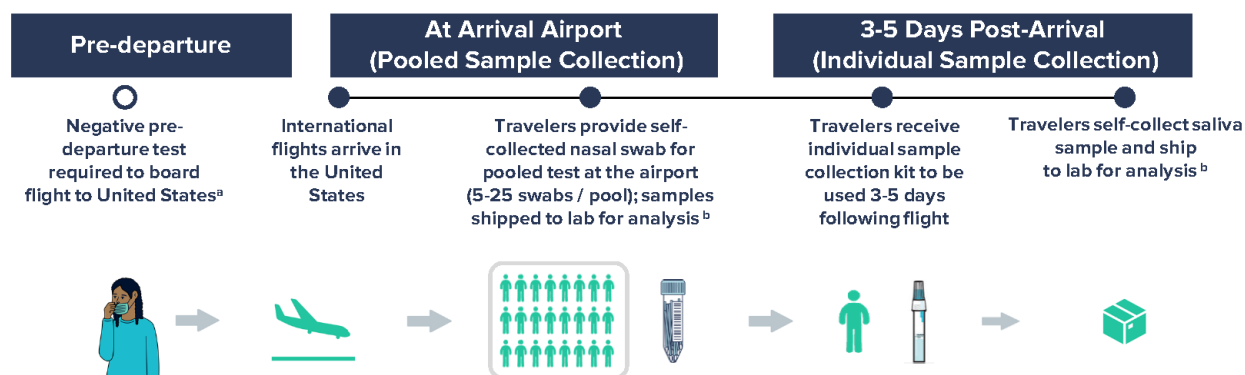 Pre-departure
At Arrival Airport
(Pooled Sample Collection)
3-5 Days Post-Arrival
(Individual Sample Collection)
Negative pre-
departure test
required to board
flight to United Statesᵃ
International
flights arrive in
the United
States
Travelers provide self-
collected nasal swab for
pooled test at the airport
(5-25 swabs / pool); samples
shipped to lab for analysis ᵇ
Travelers receive
individual sample
collection kit to be
used 3-5 days
following flight
Travelers self-collect saliva
sample and ship
to lab for analysis ᵇ